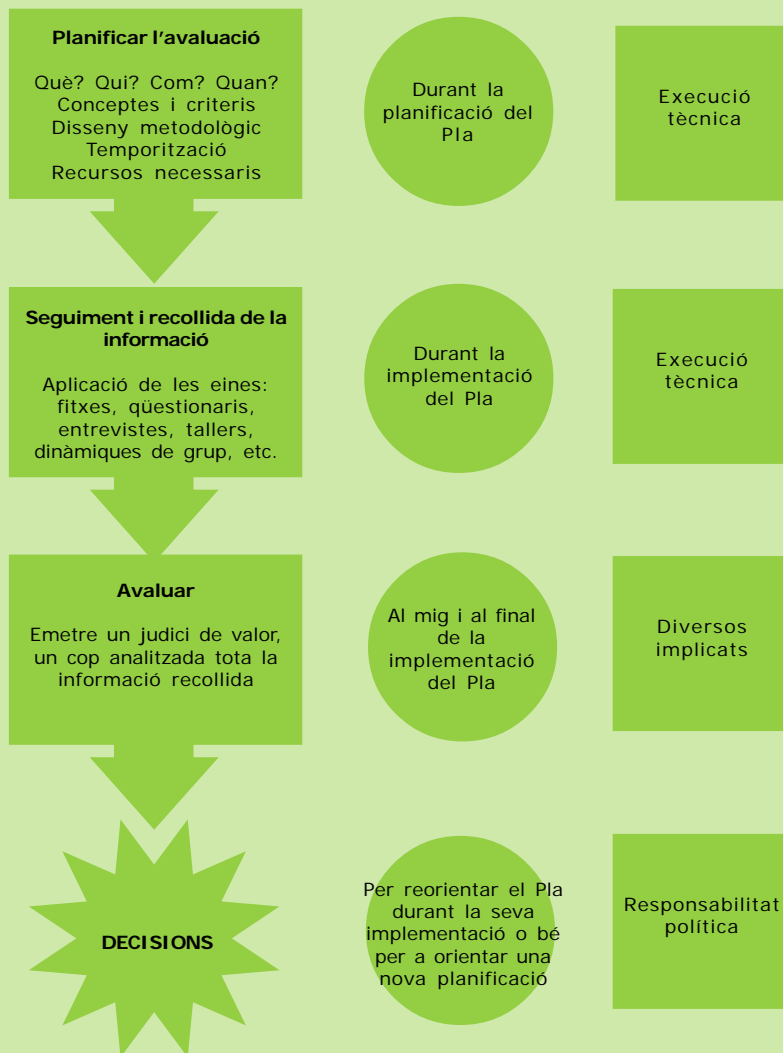 Planificar l'avaluació
Què? Qui? Com? Quan?
Conceptes i criteris
Disseny metodològic
Temporització
Recursos necessaris
Durant la
planificació del
Pla
Execució
tècnica
Seguiment i recollida de la
informació
Aplicació de les eines:
fitxes, qüestionaris,
entrevistes, tallers,
dinàmiques de grup, etc.
Durant la
implementació
del Pla
Execució
tècnica
Avaluar
Emetre un judici de valor,
un cop analitzada tota la
informació recollida
Al mig i al final
de la
implementació
del Pla
Diversos
implicats
DECISIONS
Per reorientar el Pla
durant la seva
implementació o bé
per a orientar una
nova planificació
Responsabilitat
política